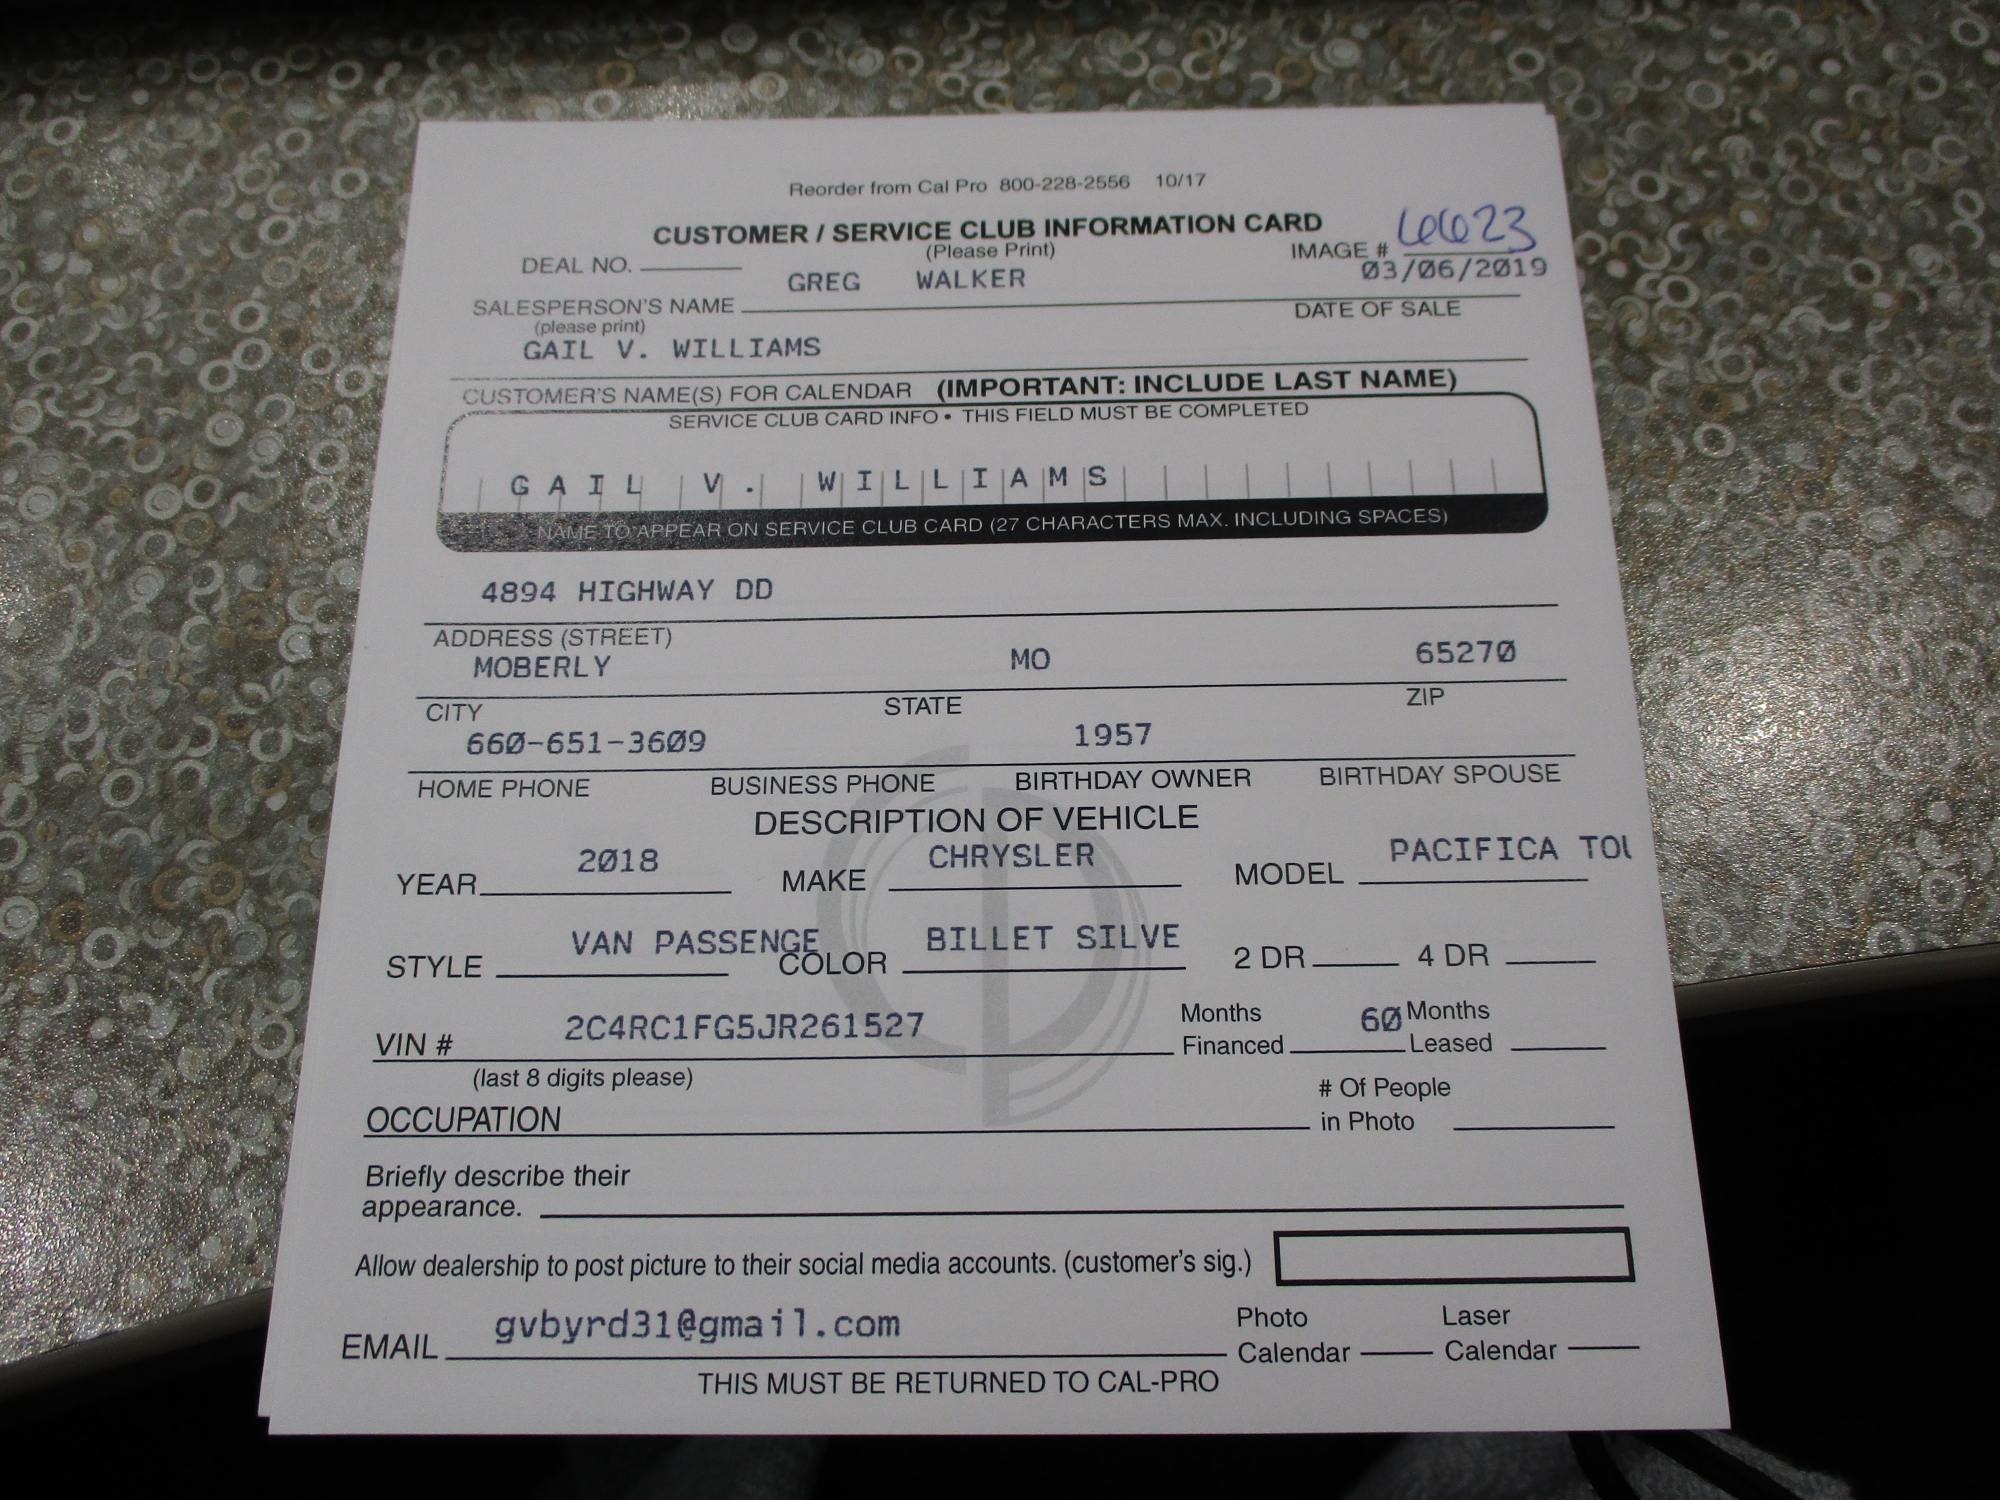 Reorder from Cal Pro 800-228-2556 10/17
CUSTOMER / SERVICE CLUB INFORMATION CARD
(Please Print)
IMAGE # 6623
DEAL NO.
GREG WALKER
03/06/2019
SALESPERSON'S NAME
DATE OF SALE
(please print)
GAIL V. WILLIAMS
CUSTOMER'S NAME(S) FOR CALENDAR (IMPORTANT: INCLUDE LAST NAME)
SERVICE CLUB CARD INFO • THIS FIELD MUST BE COMPLETED
GAIL V. WILLIAMS
NAME TO APPEAR ON SERVICE CLUB CARD (27 CHARACTERS MAX. INCLUDING SPACES)
4894 HIGHWAY DD
ADDRESS (STREET)
MOBERLY MO 65270
CITY STATE ZIP
660-651-3609 1957
HOME PHONE BUSINESS PHONE BIRTHDAY OWNER BIRTHDAY SPOUSE
DESCRIPTION OF VEHICLE
YEAR 2018 MAKE CHRYSLER MODEL PACIFICA TOU
STYLE VAN PASSENGE COLOR BILLET SILVE 2 DR 4 DR
VIN # 2C4RC1FG5JR261527 Months Financed 60 Months Leased
(last 8 digits please)
OCCUPATION # Of People in Photo
Briefly describe their
appearance.
Allow dealership to post picture to their social media accounts. (customer's sig.)
EMAIL gvbyrd31@gmail.com Photo Calendar Laser Calendar
THIS MUST BE RETURNED TO CAL-PRO